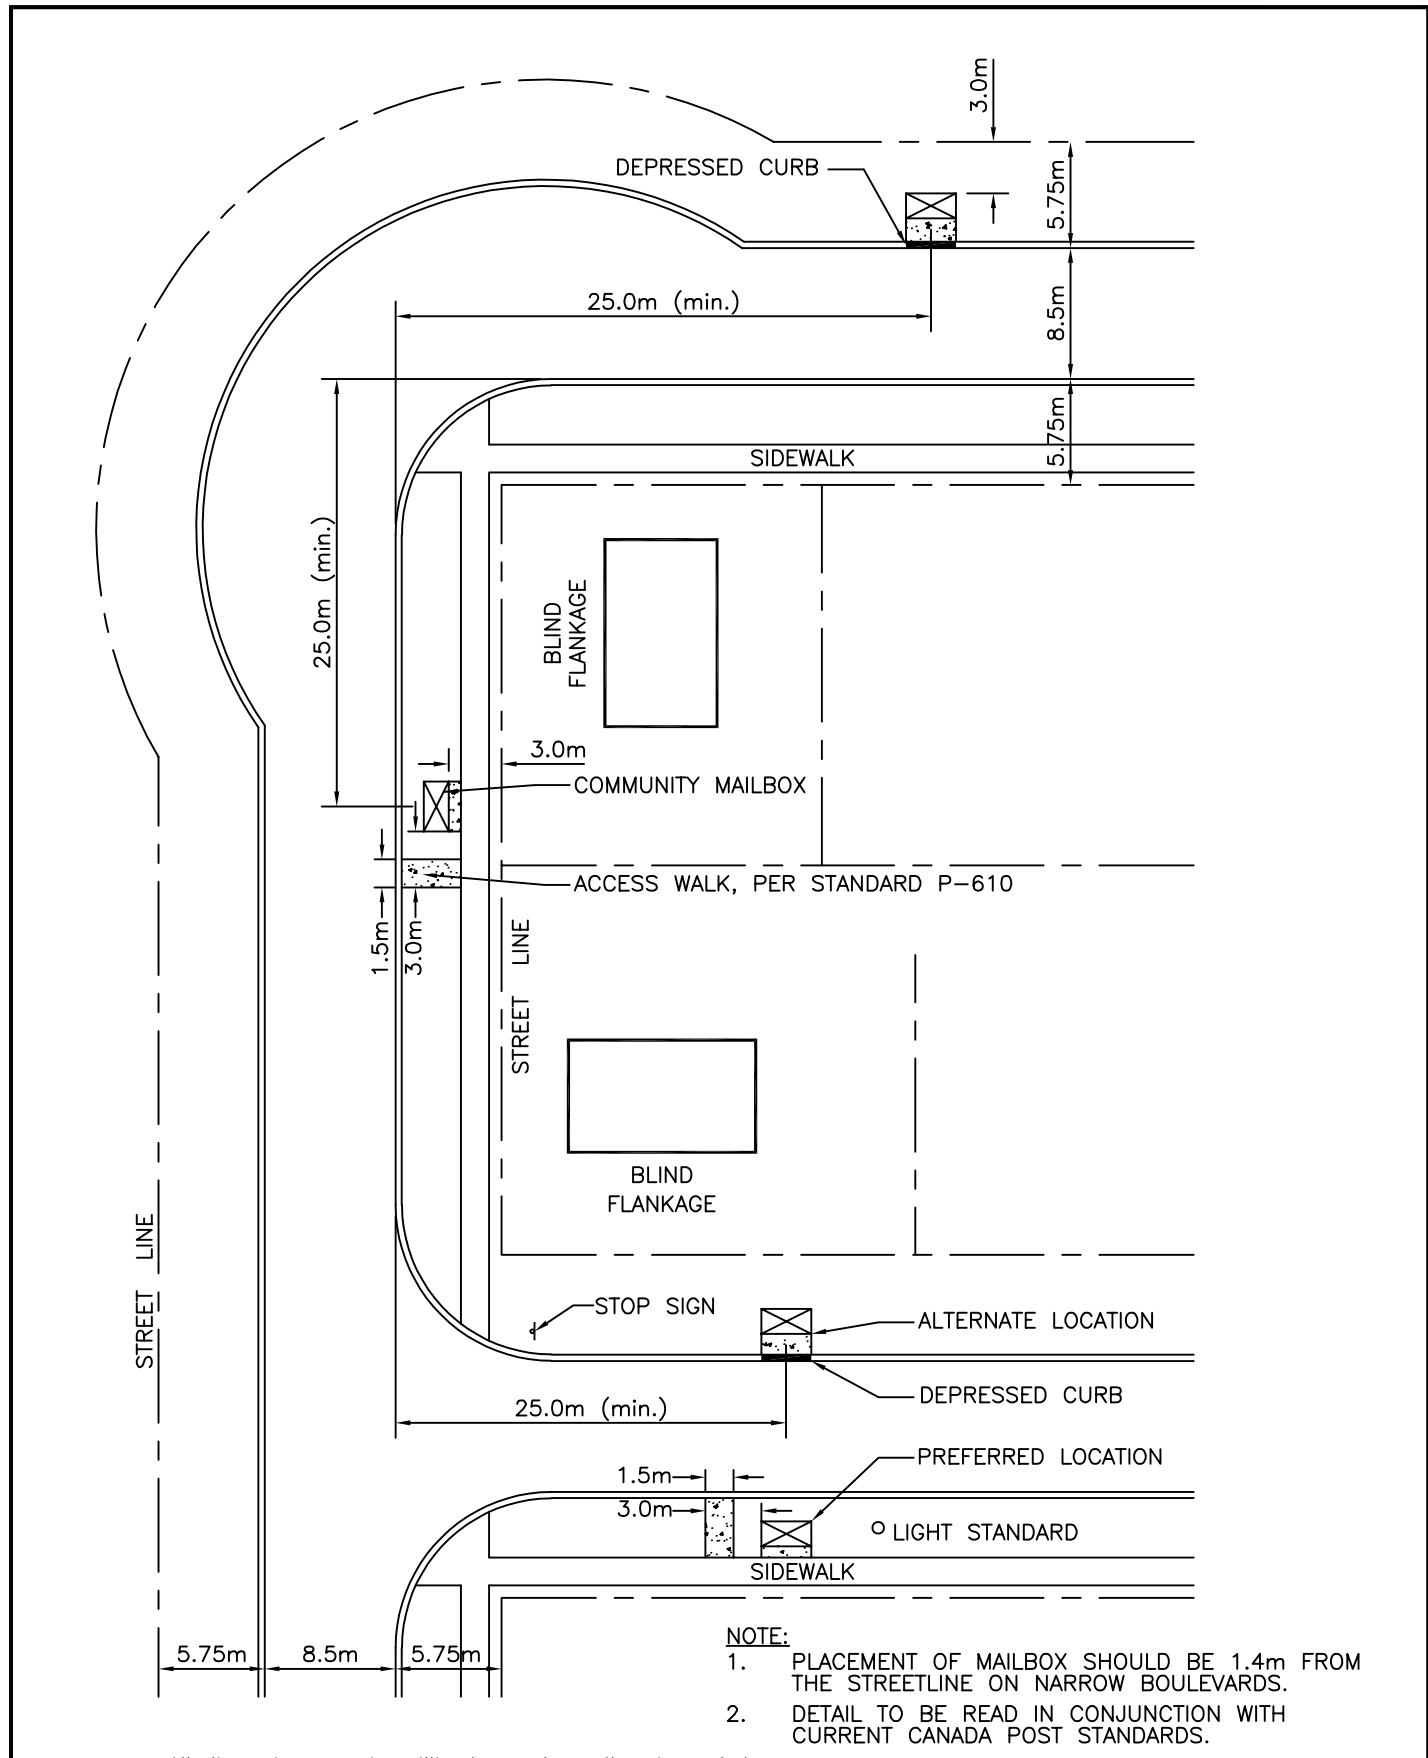 3.0m
DEPRESSED CURB
5.75m
25.0m (min.)
8.5m
5.75m
SIDEWALK
25.0m (min.)
BLIND
FLANKAGE
3.0m
COMMUNITY MAILBOX
ACCESS WALK, PER STANDARD P-610
1.5m
3.0m
STREET LINE
BLIND
FLANKAGE
STREET LINE
STOP SIGN
ALTERNATE LOCATION
DEPRESSED CURB
25.0m (min.)
PREFERRED LOCATION
1.5m
3.0m
LIGHT STANDARD
SIDEWALK
5.75m
8.5m
5.75m
NOTE:
1. PLACEMENT OF MAILBOX SHOULD BE 1.4m FROM
THE STREETLINE ON NARROW BOULEVARDS.
2. DETAIL TO BE READ IN CONJUNCTION WITH
CURRENT CANADA POST STANDARDS.